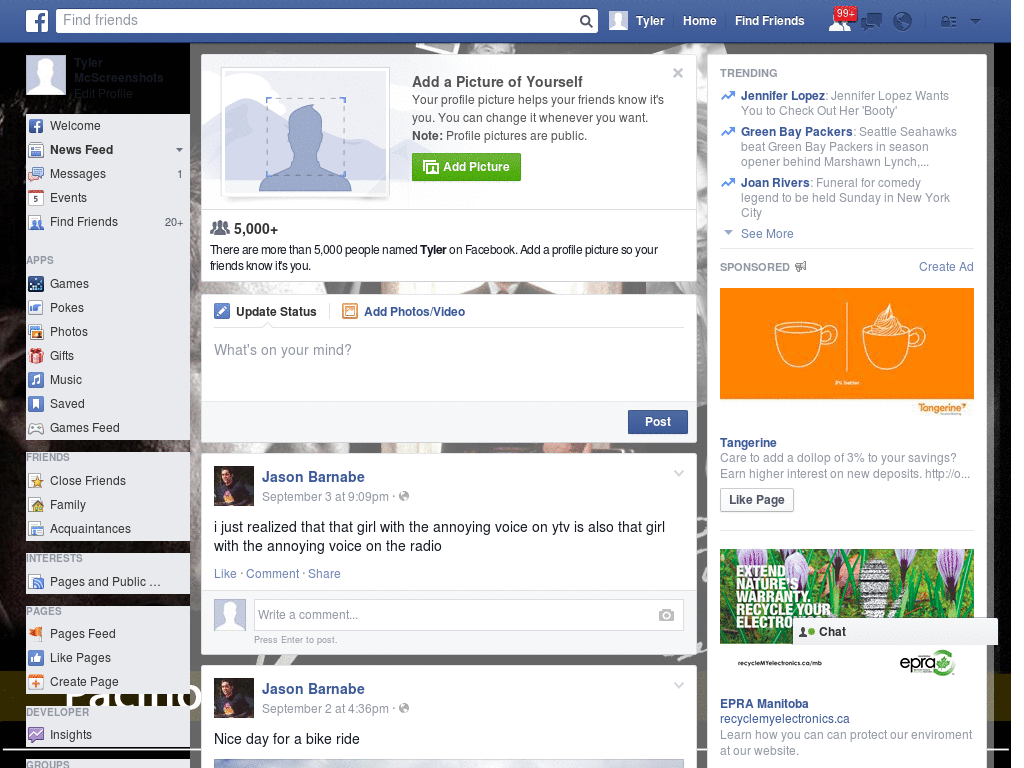 Find friends
Tyler
Home
Find Friends
99+
Tyler
McScreenshots
Edit Profile
Welcome
News Feed
Messages 1
5 Events
Find Friends 20+
APPS
Games
Pokes
Photos
Gifts
Music
Saved
Games Feed
FRIENDS
Close Friends
Family
Acquaintances
INTERESTS
Pages and Public ...
PAGES
Pages Feed
Like Pages
Create Page
Pacino
DEVELOPER
Insights
GROUPS
Add a Picture of Yourself
Your profile picture helps your friends know it's
you. You can change it whenever you want.
Note: Profile pictures are public.
Add Picture
5,000+
There are more than 5,000 people named Tyler on Facebook. Add a profile picture so your
friends know it's you.
Update Status
Add Photos/Video
What's on your mind?
Post
Jason Barnabe
September 3 at 9:09pm ·
i just realized that that girl with the annoying voice on ytv is also that girl
with the annoying voice on the radio
Like · Comment · Share
Write a comment...
Press Enter to post.
Jason Barnabe
September 2 at 4:36pm ·
Nice day for a bike ride
TRENDING
Jennifer Lopez: Jennifer Lopez Wants
You to Check Out Her 'Booty'
Green Bay Packers: Seattle Seahawks
beat Green Bay Packers in season
opener behind Marshawn Lynch,...
Joan Rivers: Funeral for comedy
legend to be held Sunday in New York
City
See More
SPONSORED
Create Ad
3% better
Tangerine
Tangerine
Care to add a dollop of 3% to your savings?
Earn higher interest on new deposits. http://o...
Like Page
EXTEND
NATURE'S
WARRANTY.
RECYCLE YOUR
ELECTRO
Chat
recycleMYelectronics.ca/mb
epra
EPRA Manitoba
recyclemyelectronics.ca
Learn how you can can protect our enviroment
at our website.